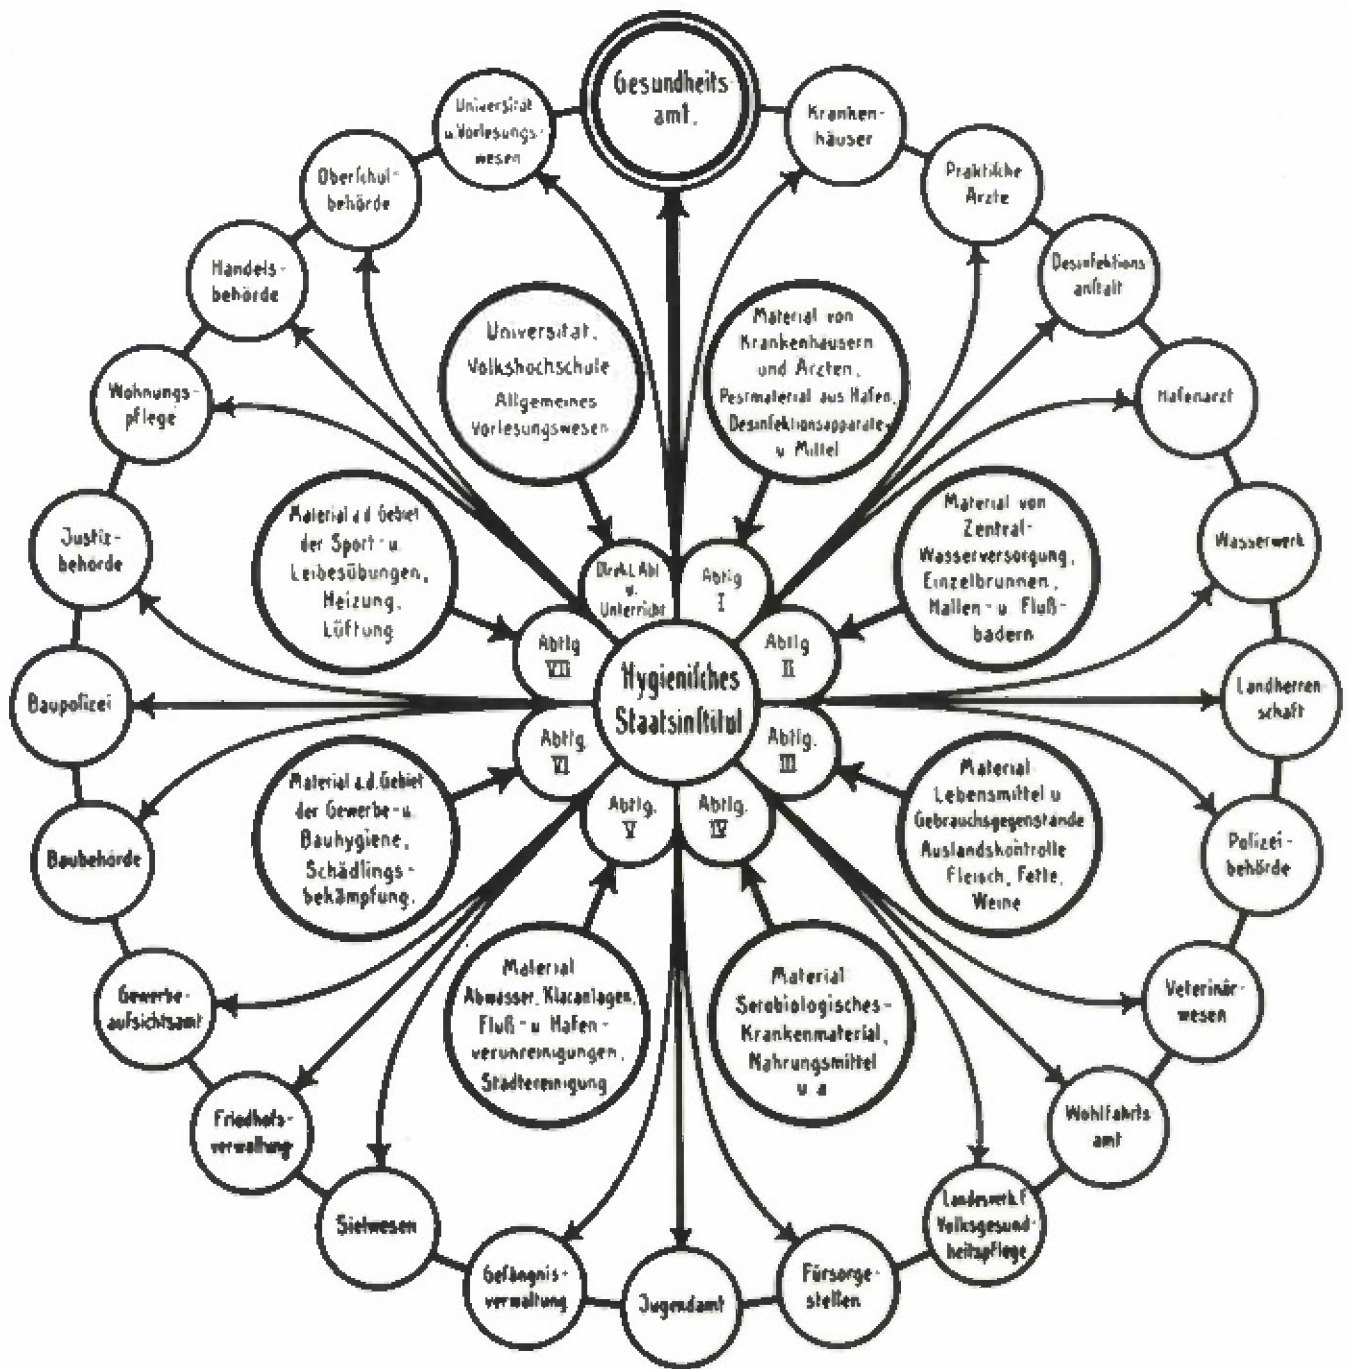 Gesundheits-
amt.
Kranken-
häuser
Praktische
Ärzte
Desinfektions
anstalt
Hafenarzt
Wasserwerk
Landherren-
schaft
Polizei-
behörde
Veterinär-
wesen
Wohlfahrts
amt
Landeswerk.f
Volksgesund-
heitspflege
Fürsorge-
stellen
Jugendamt
Gefängnis-
verwaltung
Sielwesen
Friedhofs-
verwaltung
Gewerbe-
aufsichtsamt
Baubehörde
Baupolizei
Justiz-
behörde
Wohnungs-
pflege
Handels-
behörde
Oberschul-
behörde
Universität
u.Vorlesungs-
wesen
Universität,
Volkshochschule
Allgemeines
Vorlesungswesen
Material von
Krankenhäusern
und Ärzten,
Pestmaterial aus Hafen,
Desinfektionsapparate-
u Mittel
Material von
Zentral-
Wasserversorgung,
Einzelbrunnen,
Hallen- u. Fluß-
bädern
Material
Lebensmittel u
Gebrauchsgegenstände
Auslandskontrolle
Fleisch, Fette,
Weine
Material
Serobiologisches-
Krankenmaterial,
Nahrungsmittel
u a
Material
Abwässer, Kläranlagen,
Fluß- u Hafen-
verunreinigungen,
Städtereinigung
Material a.d. Gebiet
der Gewerbe- u.
Bauhygiene,
Schädlings-
bekämpfung.
Material a.d. Gebiet
der Sport- u
Leibesübungen,
Heizung,
Lüftung
Direkt. Abt
u.
Unterricht
Abtlg
I
Abtlg
II
Abtlg.
III
Abtlg.
IV
Abtlg.
V
Abtlg.
VI
Abtlg
VII
Hygienisches
Staatsinstitut